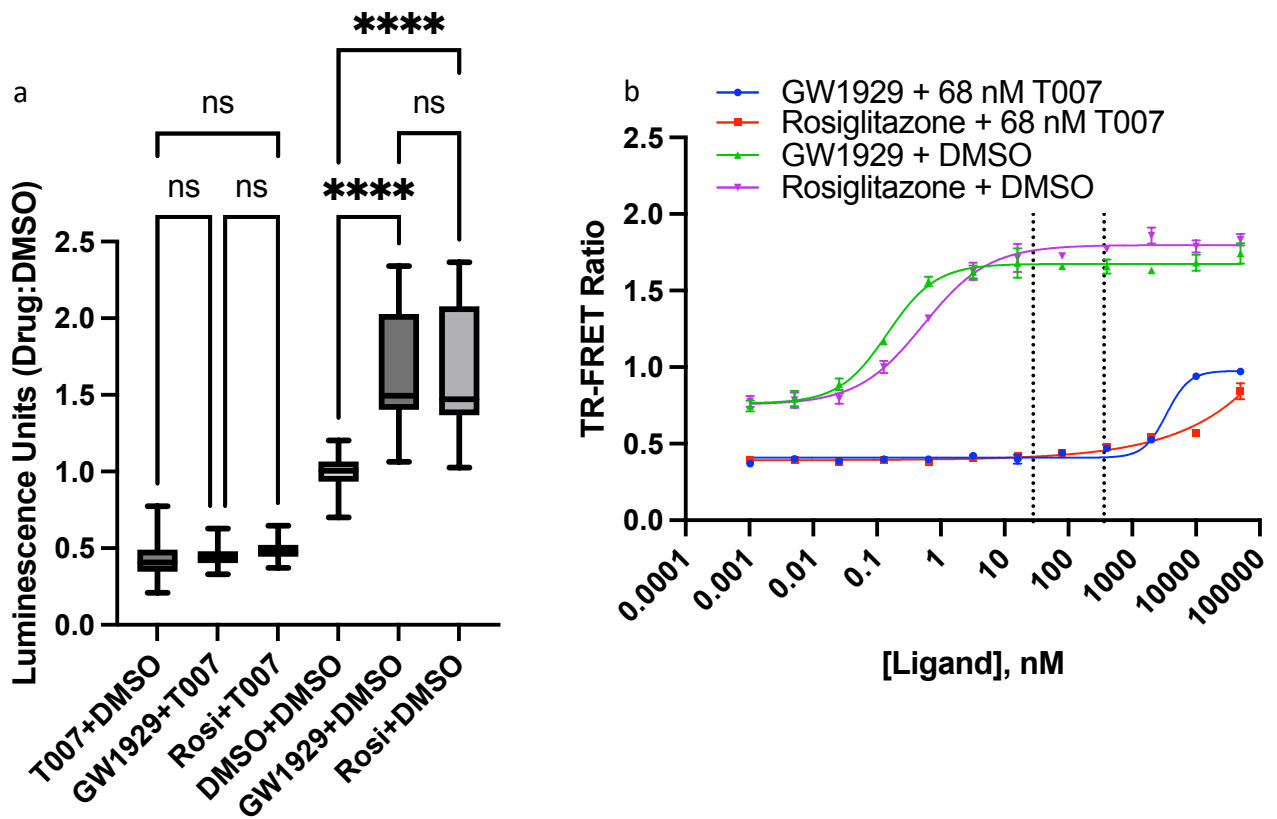 a
****
ns
ns
ns
ns
****
Luminescence Units (Drug:DMSO)
2.5
2.0
1.5
1.0
0.5
0.0
T007+DMSO
GW1929+T007
Rosi+T007
DMSO+DMSO
GW1929+DMSO
Rosi+DMSO
b
GW1929 + 68 nM T007
Rosiglitazone + 68 nM T007
GW1929 + DMSO
Rosiglitazone + DMSO
TR-FRET Ratio
2.5
2.0
1.5
1.0
0.5
0.0
0.0001
0.001
0.01
0.1
1
10
100
1000
10000
100000
[Ligand], nM